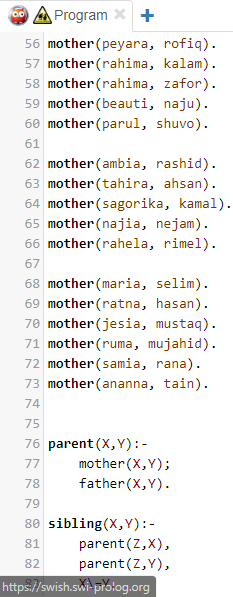 Program
56 mother(peyara, rofiq).
57 mother(rahima, kalam).
58 mother(rahima, zafor).
59 mother(beauti, naju).
60 mother(parul, shuvo).
61
62 mother(ambia, rashid).
63 mother(tahira, ahsan).
64 mother(sagorika, kamal).
65 mother(najia, nejam).
66 mother(rahela, rimel).
67
68 mother(maria, selim).
69 mother(ratna, hasan).
70 mother(jesia, mustaq).
71 mother(ruma, mujahid).
72 mother(samia, rana).
73 mother(ananna, tain).
74
75
76 parent(X,Y):-
77 mother(X,Y);
78 father(X,Y).
79
80 sibling(X,Y):-
81 parent(Z,X),
82 parent(Z,Y),
https://swish.swi-prolog.org